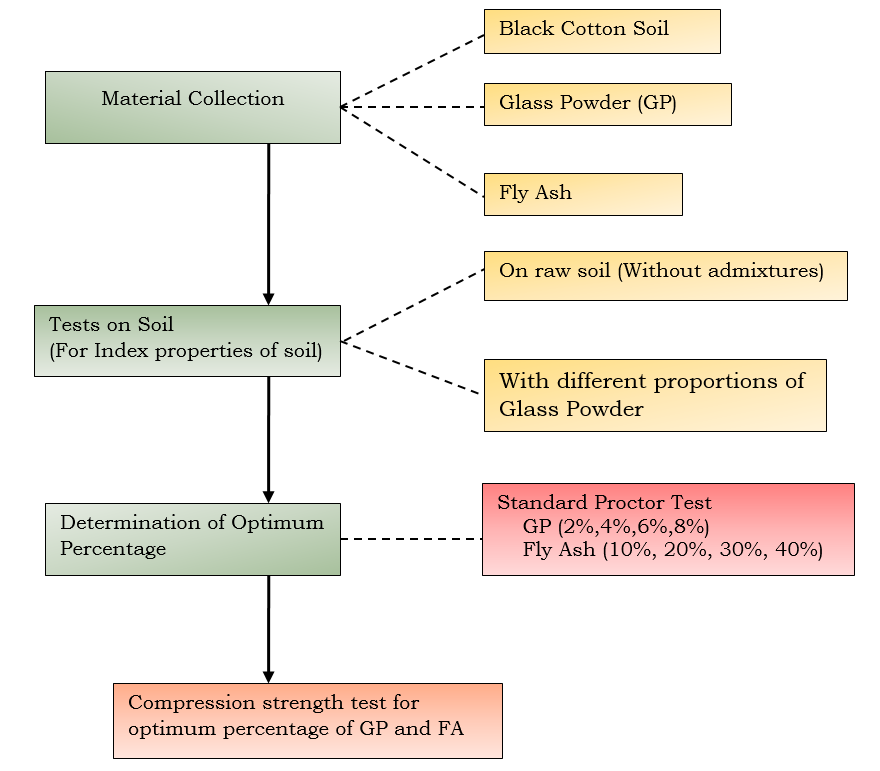 Material Collection
Black Cotton Soil
Glass Powder (GP)
Fly Ash
Tests on Soil
(For Index properties of soil)
On raw soil (Without admixtures)
With different proportions of
Glass Powder
Determination of Optimum
Percentage
Standard Proctor Test
GP (2%,4%,6%,8%)
Fly Ash (10%, 20%, 30%, 40%)
Compression strength test for
optimum percentage of GP and FA